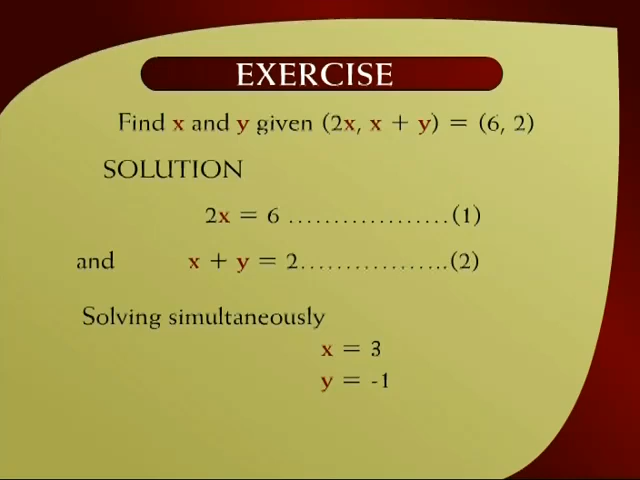 EXERCISE
Find x and y given (2x, x + y) = (6, 2)
SOLUTION
2x = 6 ..................(1)
and x + y = 2.................(2)
Solving simultaneously
x = 3
y = -1